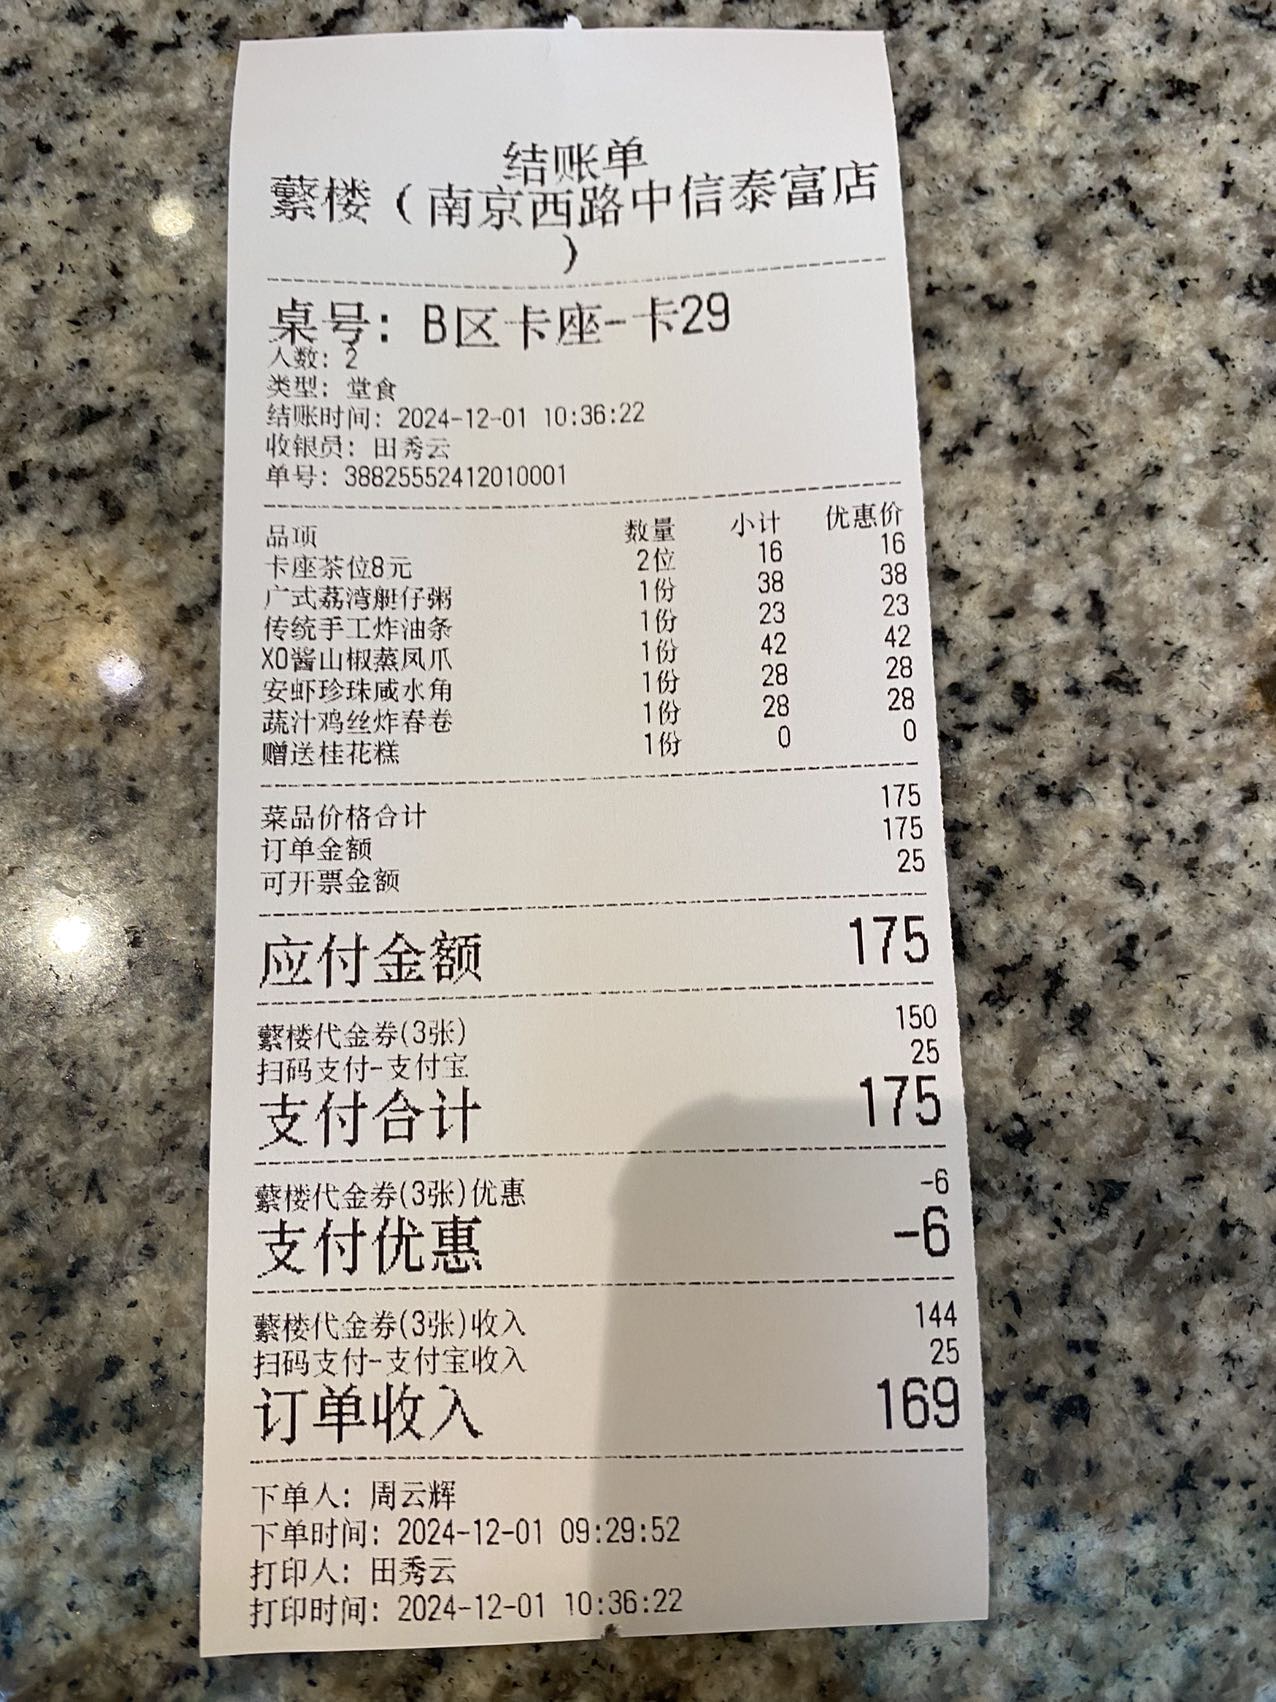 结账单
蘩楼（南京西路中信泰富店
）
桌号：B区卡座-卡29
人数：2
类型：堂食
结账时间：2024-12-01 10:36:22
收银员：田秀云
单号：38825552412010001
品项 数量 小计 优惠价
卡座茶位8元 2位 16 16
广式荔湾艇仔粥 1份 38 38
传统手工炸油条 1份 23 23
XO酱山椒蒸凤爪 1份 42 42
安虾珍珠咸水角 1份 28 28
蔬汁鸡丝炸春卷 1份 28 28
赠送桂花糕 1份 0 0
菜品价格合计 175
订单金额 175
可开票金额 25
应付金额 175
蘩楼代金券(3张) 150
扫码支付-支付宝 25
支付合计 175
蘩楼代金券(3张)优惠 -6
支付优惠 -6
蘩楼代金券(3张)收入 144
扫码支付-支付宝收入 25
订单收入 169
下单人：周云辉
下单时间：2024-12-01 09:29:52
打印人：田秀云
打印时间：2024-12-01 10:36:22